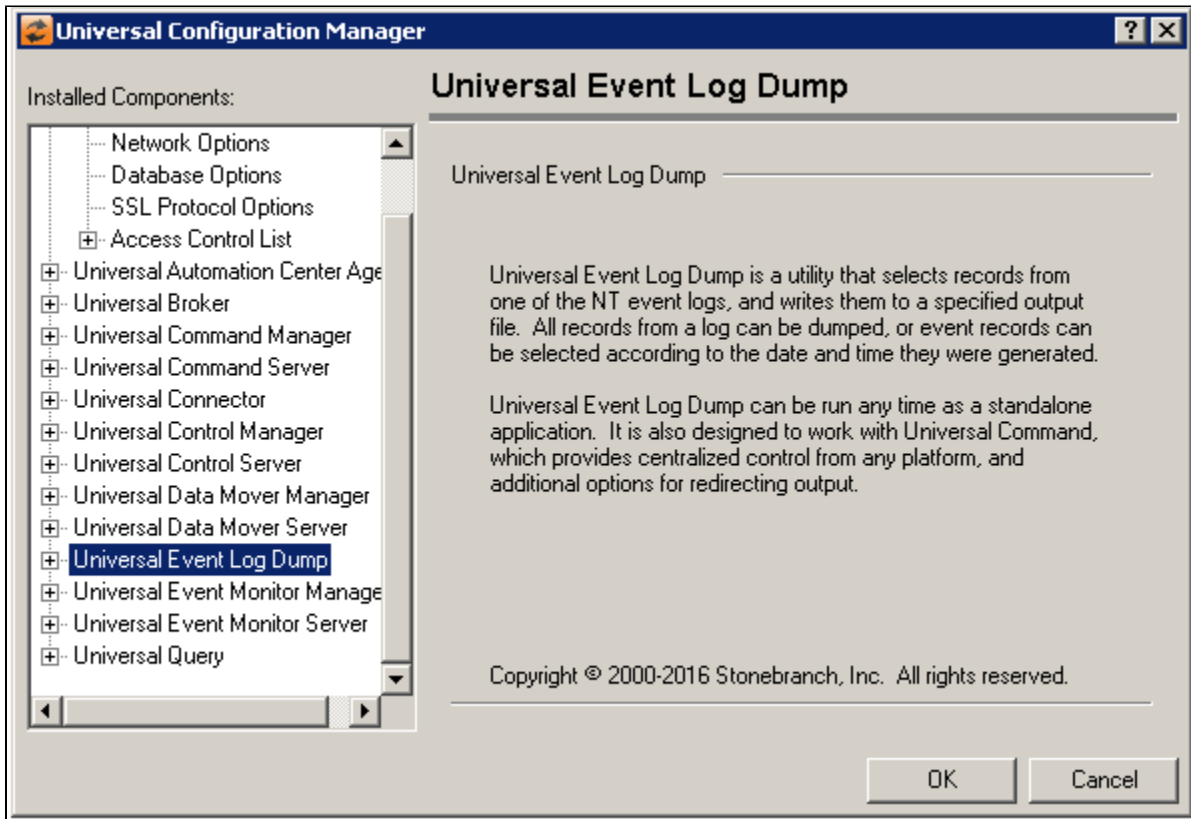 Universal Configuration Manager
Installed Components:
Network Options
Database Options
SSL Protocol Options
Access Control List
Universal Automation Center Age
Universal Broker
Universal Command Manager
Universal Command Server
Universal Connector
Universal Control Manager
Universal Control Server
Universal Data Mover Manager
Universal Data Mover Server
Universal Event Log Dump
Universal Event Monitor Manage
Universal Event Monitor Server
Universal Query
Universal Event Log Dump
Universal Event Log Dump
Universal Event Log Dump is a utility that selects records from
one of the NT event logs, and writes them to a specified output
file.  All records from a log can be dumped, or event records can
be selected according to the date and time they were generated.
Universal Event Log Dump can be run any time as a standalone
application.  It is also designed to work with Universal Command,
which provides centralized control from any platform, and
additional options for redirecting output.
Copyright © 2000-2016 Stonebranch, Inc.  All rights reserved.
OK
Cancel